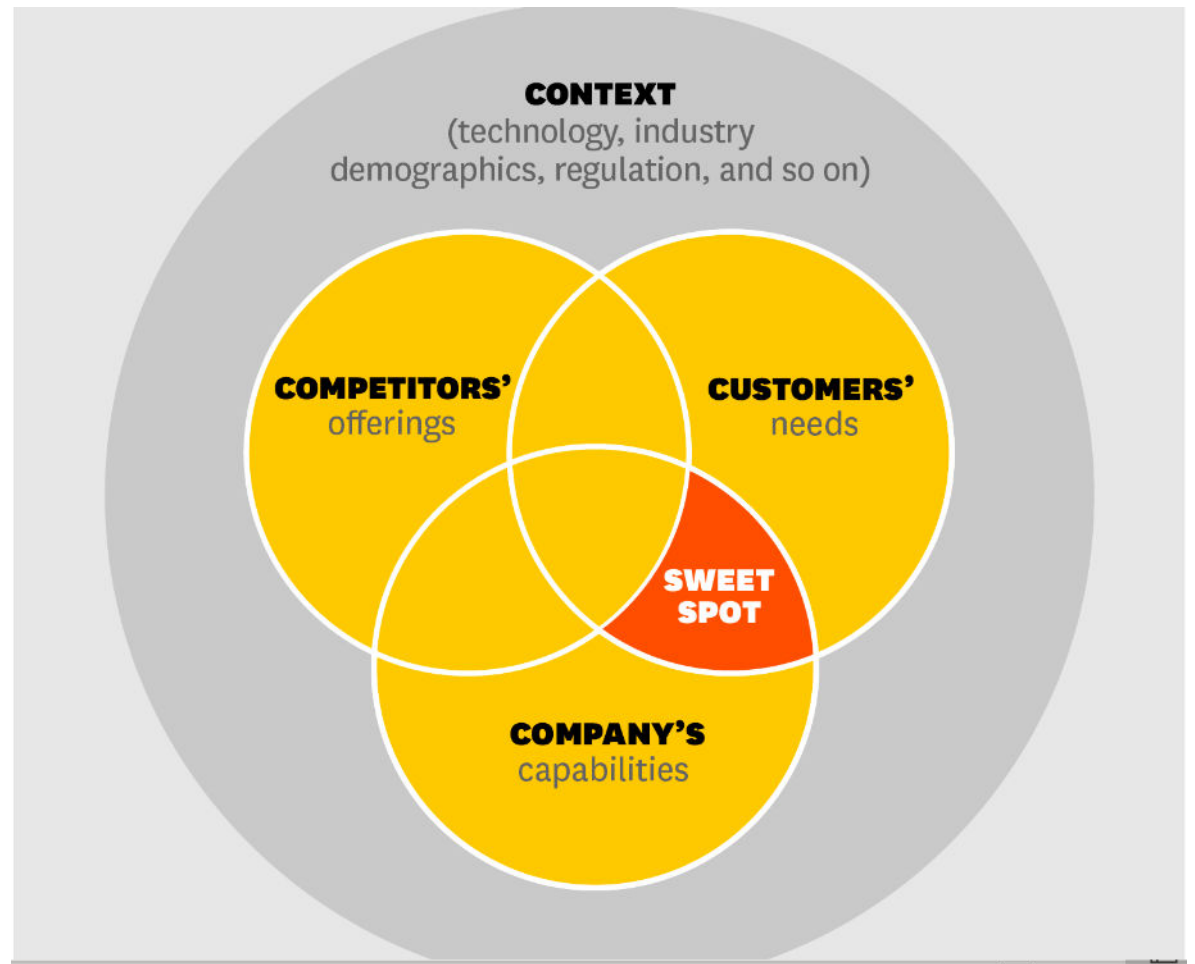 CONTEXT
(technology, industry
demographics, regulation, and so on)
COMPETITORS’
offerings
CUSTOMERS’
needs
SWEET
SPOT
COMPANY’S
capabilities